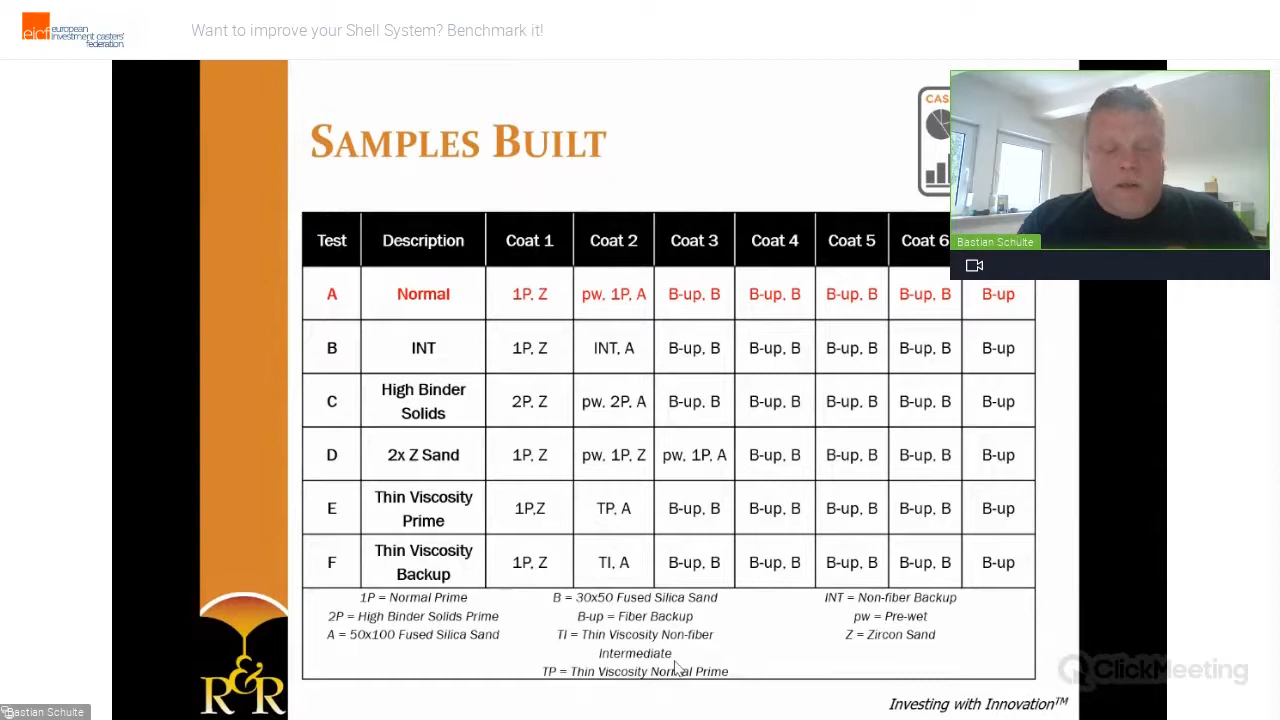 eicf
european
investment casters'
federation.
Want to improve your Shell System? Benchmark it!
SAMPLES BUILT
CAS
Bastian Schulte
Test Description Coat 1 Coat 2 Coat 3 Coat 4 Coat 5 Coat 6
A Normal 1P, Z pw, 1P, A B-up, B B-up, B B-up, B B-up, B B-up
B INT 1P, Z INT, A B-up, B B-up, B B-up, B B-up, B B-up
C High Binder Solids 2P, Z pw, 2P, A B-up, B B-up, B B-up, B B-up, B B-up
D 2x Z Sand 1P, Z pw, 1P, Z pw, 1P, A B-up, B B-up, B B-up, B B-up
E Thin Viscosity Prime 1P,Z TP, A B-up, B B-up, B B-up, B B-up, B B-up
F Thin Viscosity Backup 1P, Z TI, A B-up, B B-up, B B-up, B B-up, B B-up
1P = Normal Prime
2P = High Binder Solids Prime
A = 50x100 Fused Silica Sand
B = 30x50 Fused Silica Sand
B-up = Fiber Backup
TI = Thin Viscosity Non-fiber
Intermediate
TP = Thin Viscosity Normal Prime
INT = Non-fiber Backup
pw = Pre-wet
Z = Zircon Sand
R&R
ClickMeeting
Investing with Innovation™
Bastian Schulte